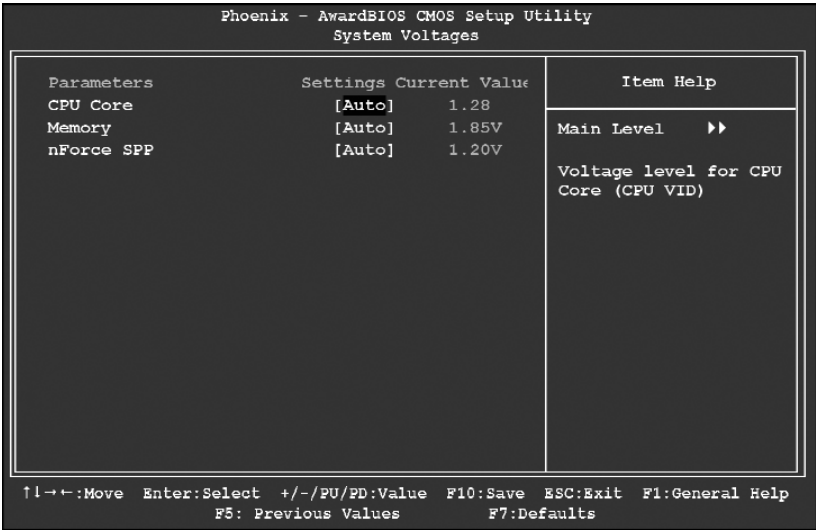 Phoenix - AwardBIOS CMOS Setup Utility
System Voltages
Parameters Settings Current Value
CPU Core [Auto] 1.28
Memory [Auto] 1.85V
nForce SPP [Auto] 1.20V
Item Help
Main Level ▶▶
Voltage level for CPU
Core (CPU VID)
↑↓→←:Move Enter:Select +/-/PU/PD:Value F10:Save ESC:Exit F1:General Help
F5: Previous Values F7:Defaults